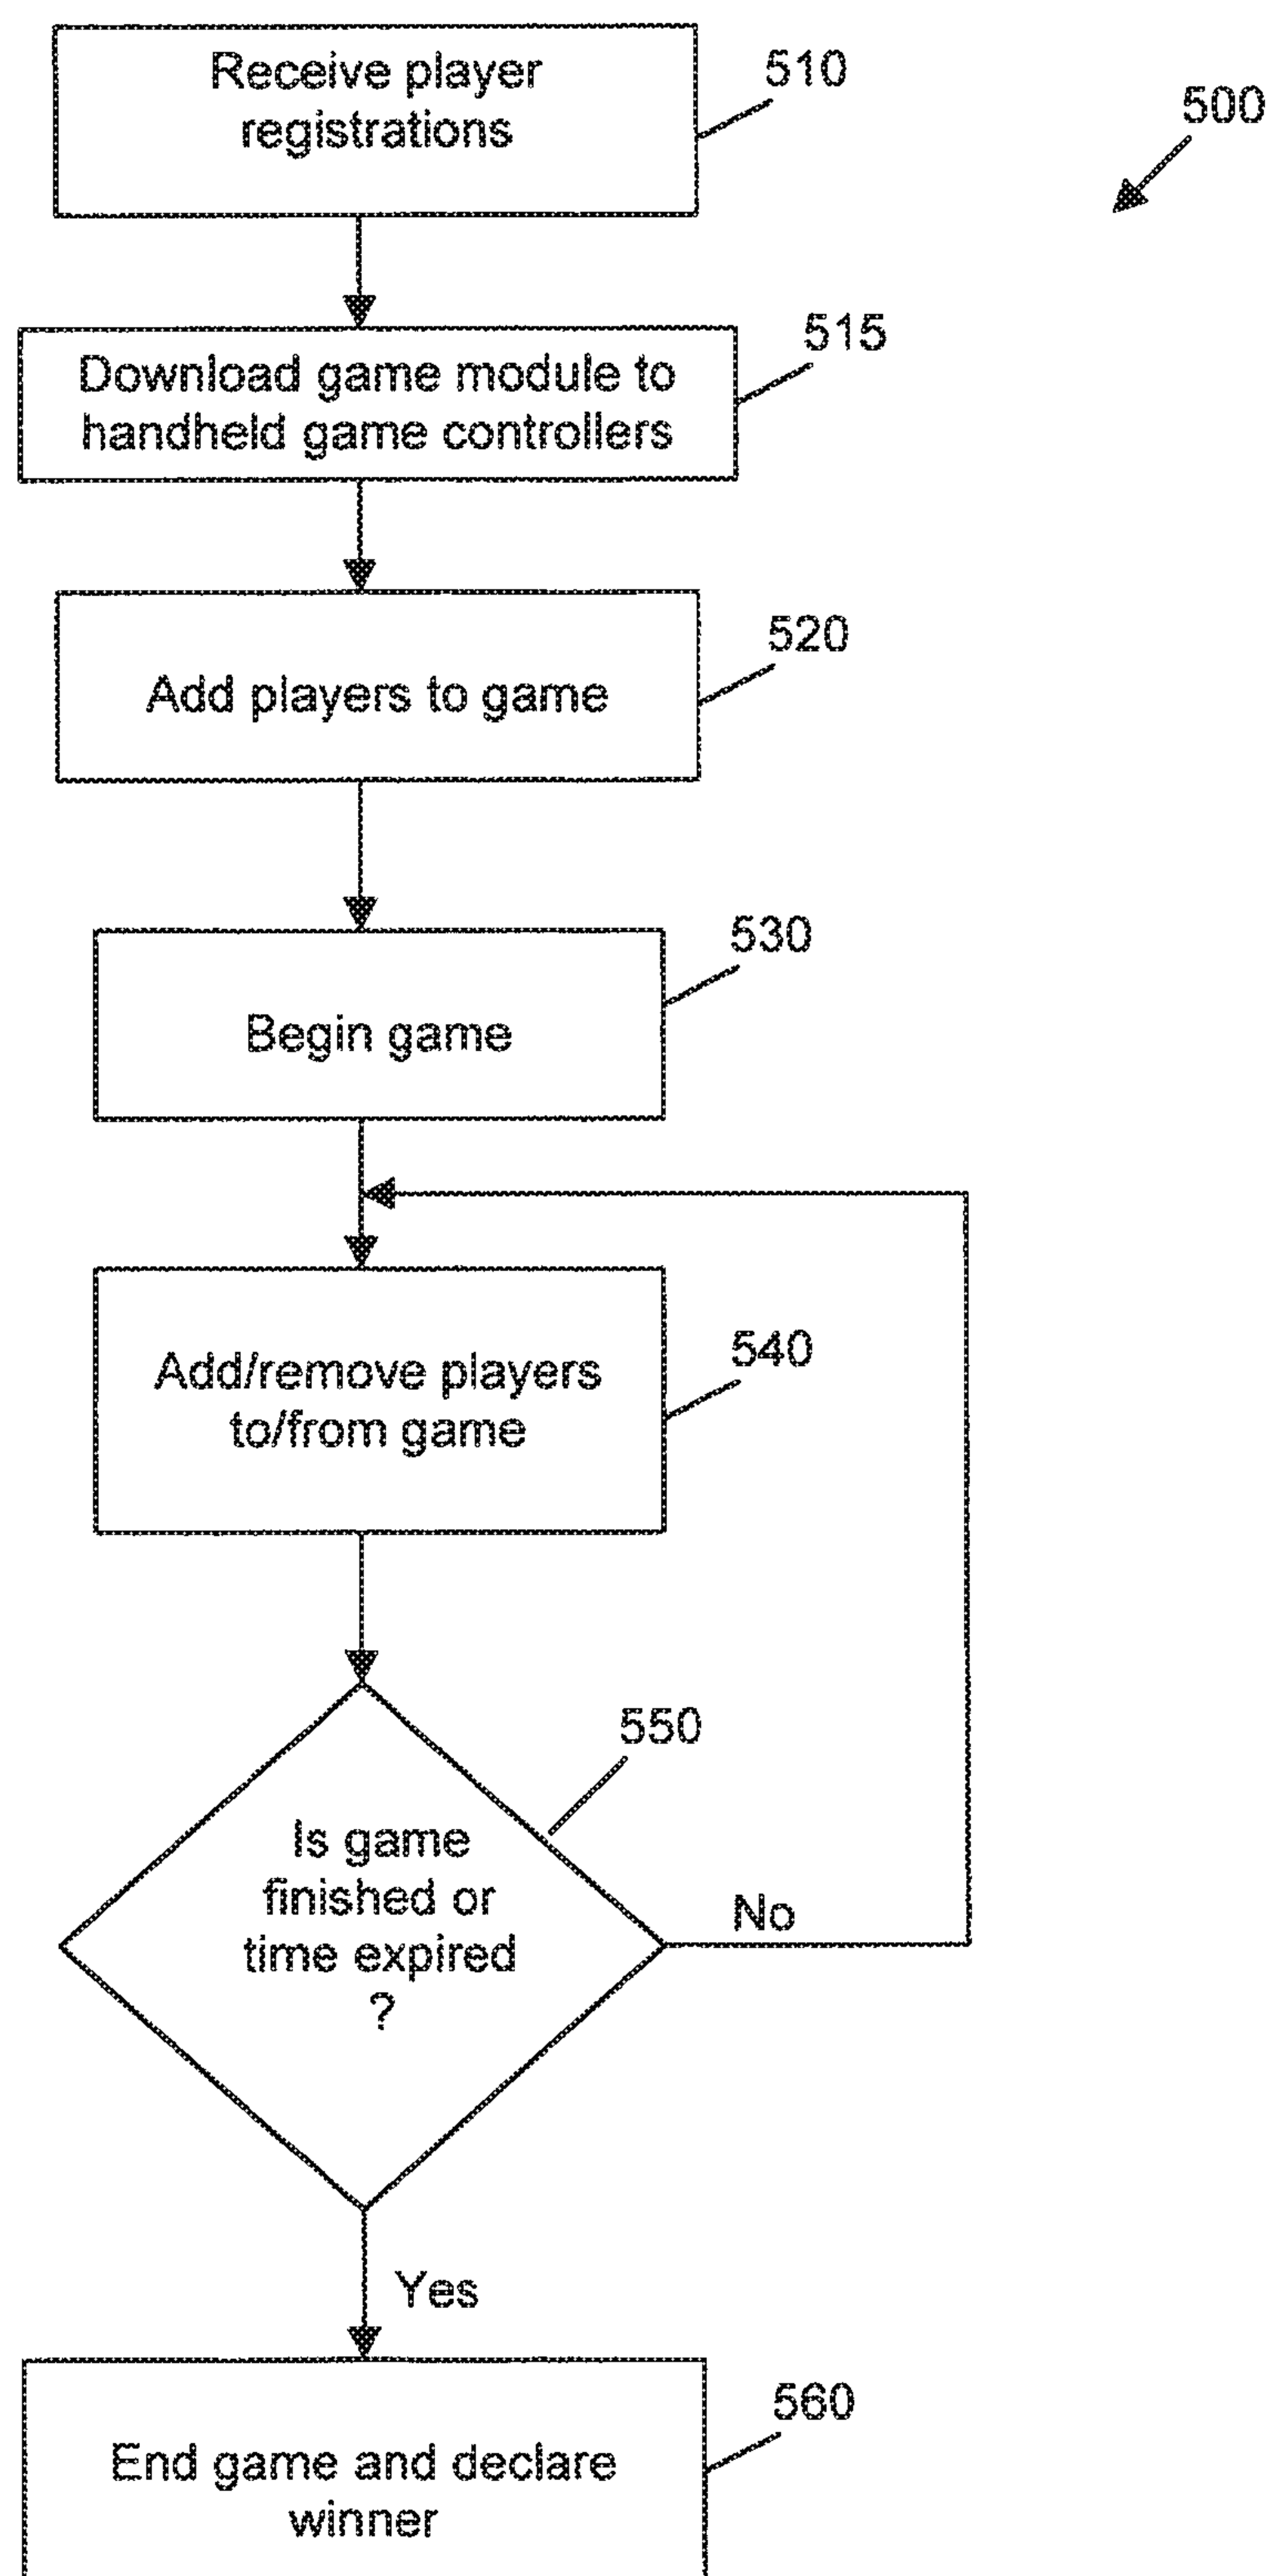 Receive player
registrations
510
500
Download game module to
handheld game controllers
515
Add players to game
520
Begin game
530
Add/remove players
to/from game
540
Is game
finished or
time expired
?
550
No
Yes
End game and declare
winner
560